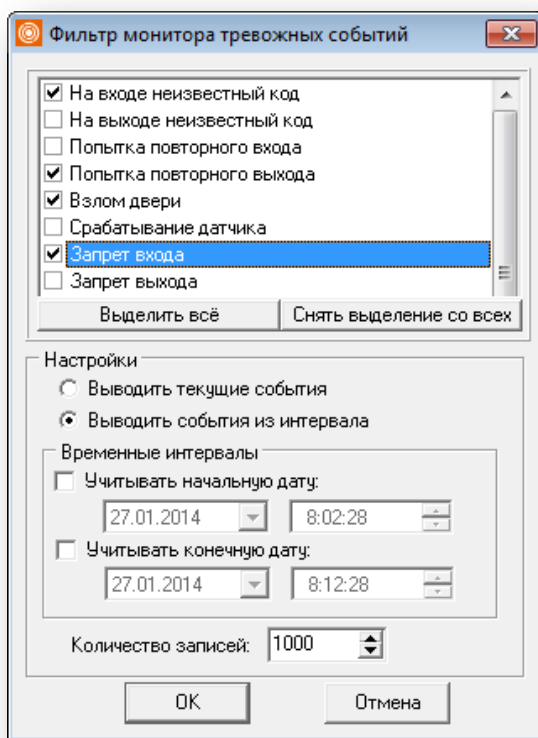 Фильтр монитора тревожных событий
На входе неизвестный код
На выходе неизвестный код
Попытка повторного входа
Попытка повторного выхода
Взлом двери
Срабатывание датчика
Запрет входа
Запрет выхода
Выделить всё Снять выделение со всех
Настройки
Выводить текущие события
Выводить события из интервала
Временные интервалы
Учитывать начальную дату:
27.01.2014 8:02:28
Учитывать конечную дату:
27.01.2014 8:12:28
Количество записей: 1000
OK Отмена